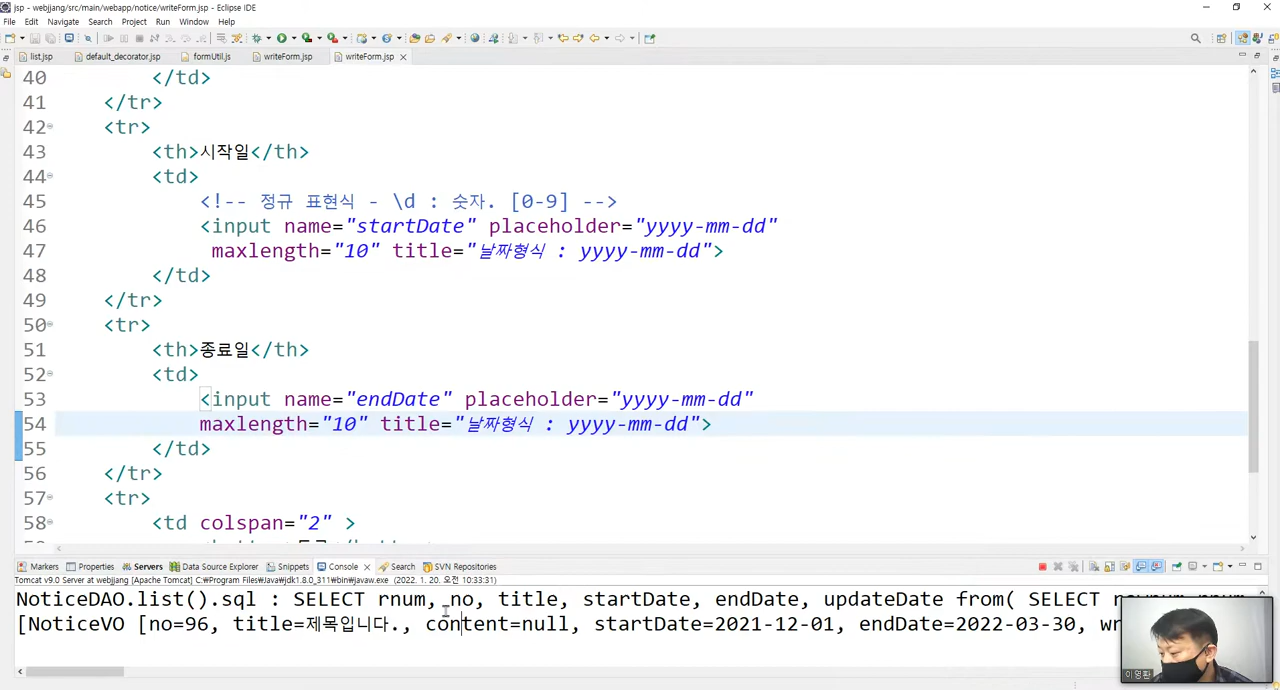 jsp - webjjang/src/main/webapp/notice/writeForm.jsp - Eclipse IDE
File Edit Navigate Search Project Run Window Help
list.jsp default_decorator.jsp formUtil.js writeForm.jsp writeForm.jsp
40 </td>
41 </tr>
42 <tr>
43 <th>시작일</th>
44 <td>
45 <!-- 정규 표현식 - \d : 숫자. [0-9] -->
46 <input name="startDate" placeholder="yyyy-mm-dd"
47 maxlength="10" title="날짜형식 : yyyy-mm-dd">
48 </td>
49 </tr>
50 <tr>
51 <th>종료일</th>
52 <td>
53 <input name="endDate" placeholder="yyyy-mm-dd"
54 maxlength="10" title="날짜형식 : yyyy-mm-dd">
55 </td>
56 </tr>
57 <tr>
58 <td colspan="2" >
Markers Properties Servers Data Source Explorer Snippets Console Search SVN Repositories
Tomcat v9.0 Server at webjjang [Apache Tomcat] C:₩Program Files₩Java₩jdk1.8.0_311₩bin₩javaw.exe (2022. 1. 20. 오전 10:33:31)
NoticeDAO.list().sql : SELECT rnum, no, title, startDate, endDate, updateDate from( SELECT
[NoticeVO [no=96, title=제목입니다., content=null, startDate=2021-12-01, endDate=2022-03-30,
이영환